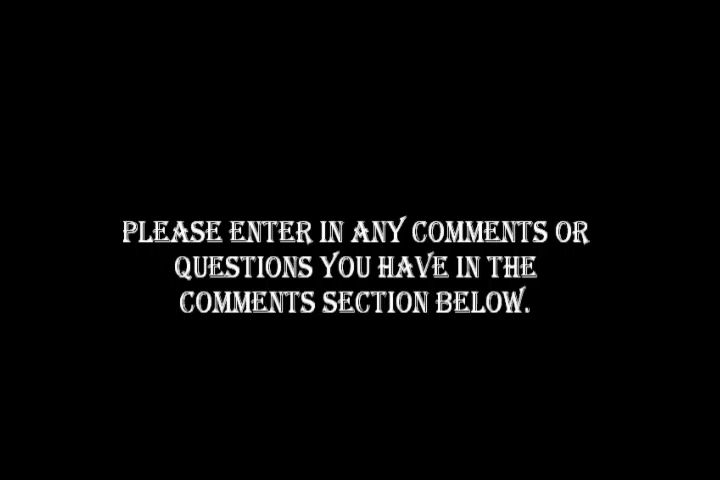 PLEASE ENTER IN ANY COMMENTS OR
QUESTIONS YOU HAVE IN THE
COMMENTS SECTION BELOW.